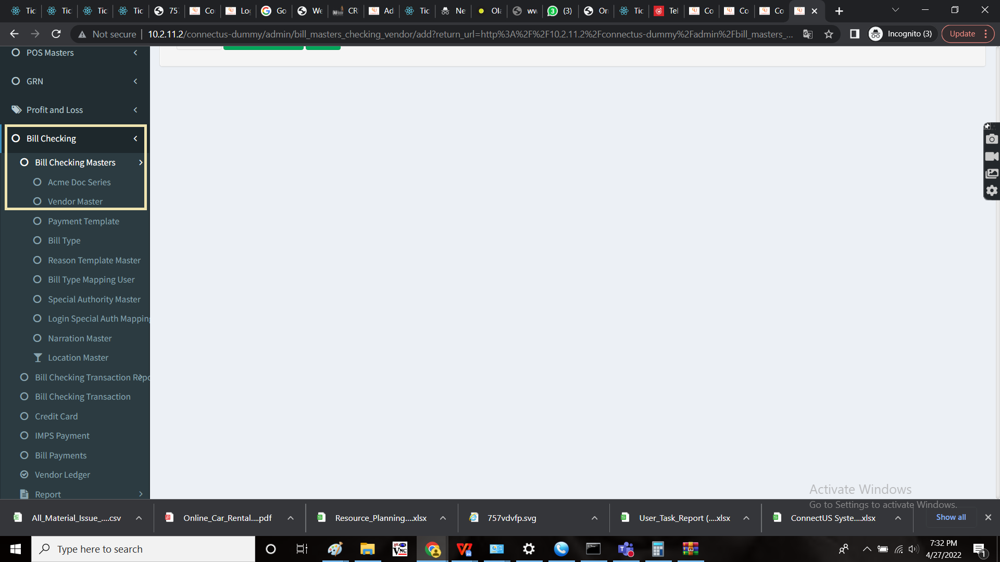 Tic Tic Tic Tic 757 Co Log Go We CR Ad Tic Ne Ola ww (3) On Tic Tel Co Co Co
Not secure 10.2.11.2/connectus-dummy/admin/bill_masters_checking_vendor/add?return_url=http%3A%2F%2F10.2.11.2%2Fconnectus-dummy%2Fadmin%2Fbill_masters_... Incognito (3) Update
POS Masters
GRN
Profit and Loss
Bill Checking
Bill Checking Masters
Acme Doc Series
Vendor Master
Payment Template
Bill Type
Reason Template Master
Bill Type Mapping User
Special Authority Master
Login Special Auth Mapping
Narration Master
Location Master
Bill Checking Transaction Repo
Bill Checking Transaction
Credit Card
IMPS Payment
Bill Payments
Vendor Ledger
Report
Activate Windows
Go to Settings to activate Windows.
All_Material_Issue_....csv Online_Car_Rental....pdf Resource_Planning....xlsx 757vdvfp.svg User_Task_Report (....xlsx ConnectUS Syste....xlsx Show all
Type here to search
7:32 PM
4/27/2022
1